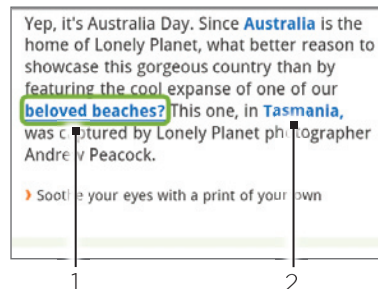 Yep, it's Australia Day. Since Australia is the
home of Lonely Planet, what better reason to
showcase this gorgeous country than by
featuring the cool expanse of one of our
beloved beaches? This one, in Tasmania,
was captured by Lonely Planet photographer
Andrew Peacock.
› Soothe your eyes with a print of your own
1 2